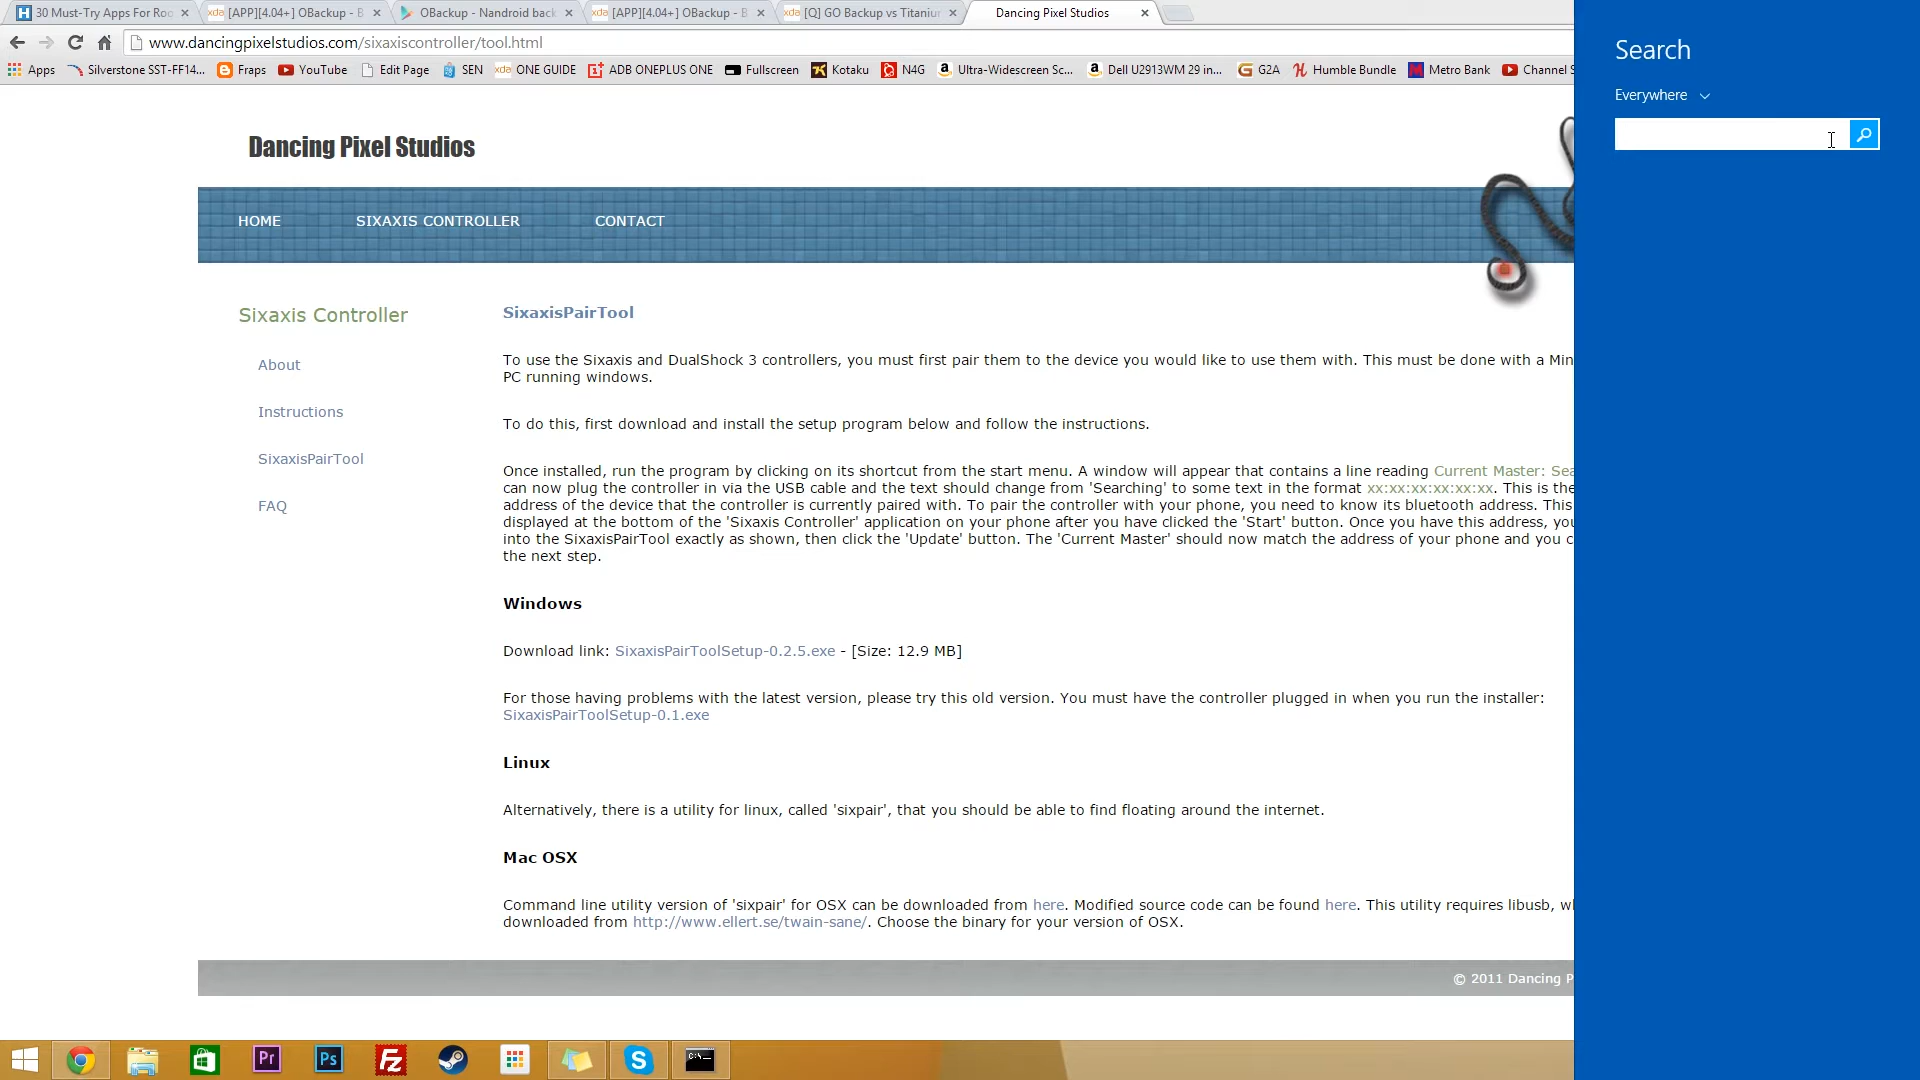 30 Must-Try Apps For Roo
xda [APP][4.04+] OBackup - B
OBackup - Nandroid back
xda [APP][4.04+] OBackup - B
xda [Q] GO Backup vs Titaniur
Dancing Pixel Studios
www.dancingpixelstudios.com/sixaxiscontroller/tool.html
Apps
Silverstone SST-FF14...
Fraps
YouTube
Edit Page
SEN
xda ONE GUIDE
ADB ONEPLUS ONE
Fullscreen
Kotaku
N4G
Ultra-Widescreen Sc...
Dell U2913WM 29 in...
G2A
Humble Bundle
Metro Bank
Channel S
Search
Everywhere
Dancing Pixel Studios
HOME
SIXAXIS CONTROLLER
CONTACT
Sixaxis Controller
About
Instructions
SixaxisPairTool
FAQ
SixaxisPairTool
To use the Sixaxis and DualShock 3 controllers, you must first pair them to the device you would like to use them with. This must be done with a Min
PC running windows.
To do this, first download and install the setup program below and follow the instructions.
Once installed, run the program by clicking on its shortcut from the start menu. A window will appear that contains a line reading Current Master: Sea
can now plug the controller in via the USB cable and the text should change from 'Searching' to some text in the format xx:xx:xx:xx:xx:xx. This is the
address of the device that the controller is currently paired with. To pair the controller with your phone, you need to know its bluetooth address. This
displayed at the bottom of the 'Sixaxis Controller' application on your phone after you have clicked the 'Start' button. Once you have this address, you
into the SixaxisPairTool exactly as shown, then click the 'Update' button. The 'Current Master' should now match the address of your phone and you c
the next step.
Windows
Download link: SixaxisPairToolSetup-0.2.5.exe - [Size: 12.9 MB]
For those having problems with the latest version, please try this old version. You must have the controller plugged in when you run the installer:
SixaxisPairToolSetup-0.1.exe
Linux
Alternatively, there is a utility for linux, called 'sixpair', that you should be able to find floating around the internet.
Mac OSX
Command line utility version of 'sixpair' for OSX can be downloaded from here. Modified source code can be found here. This utility requires libusb, wh
downloaded from http://www.ellert.se/twain-sane/. Choose the binary for your version of OSX.
© 2011 Dancing P
Pr
Ps
Fz
S
C:\_